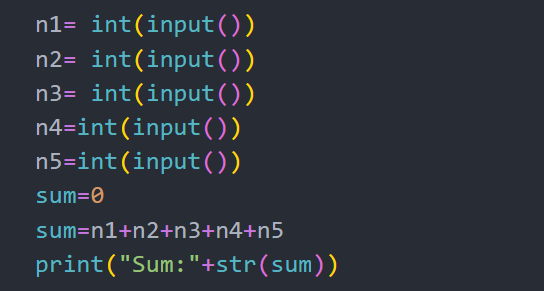 n1= int(input())
n2= int(input())
n3= int(input())
n4=int(input())
n5=int(input())
sum=0
sum=n1+n2+n3+n4+n5
print("Sum:"+str(sum))